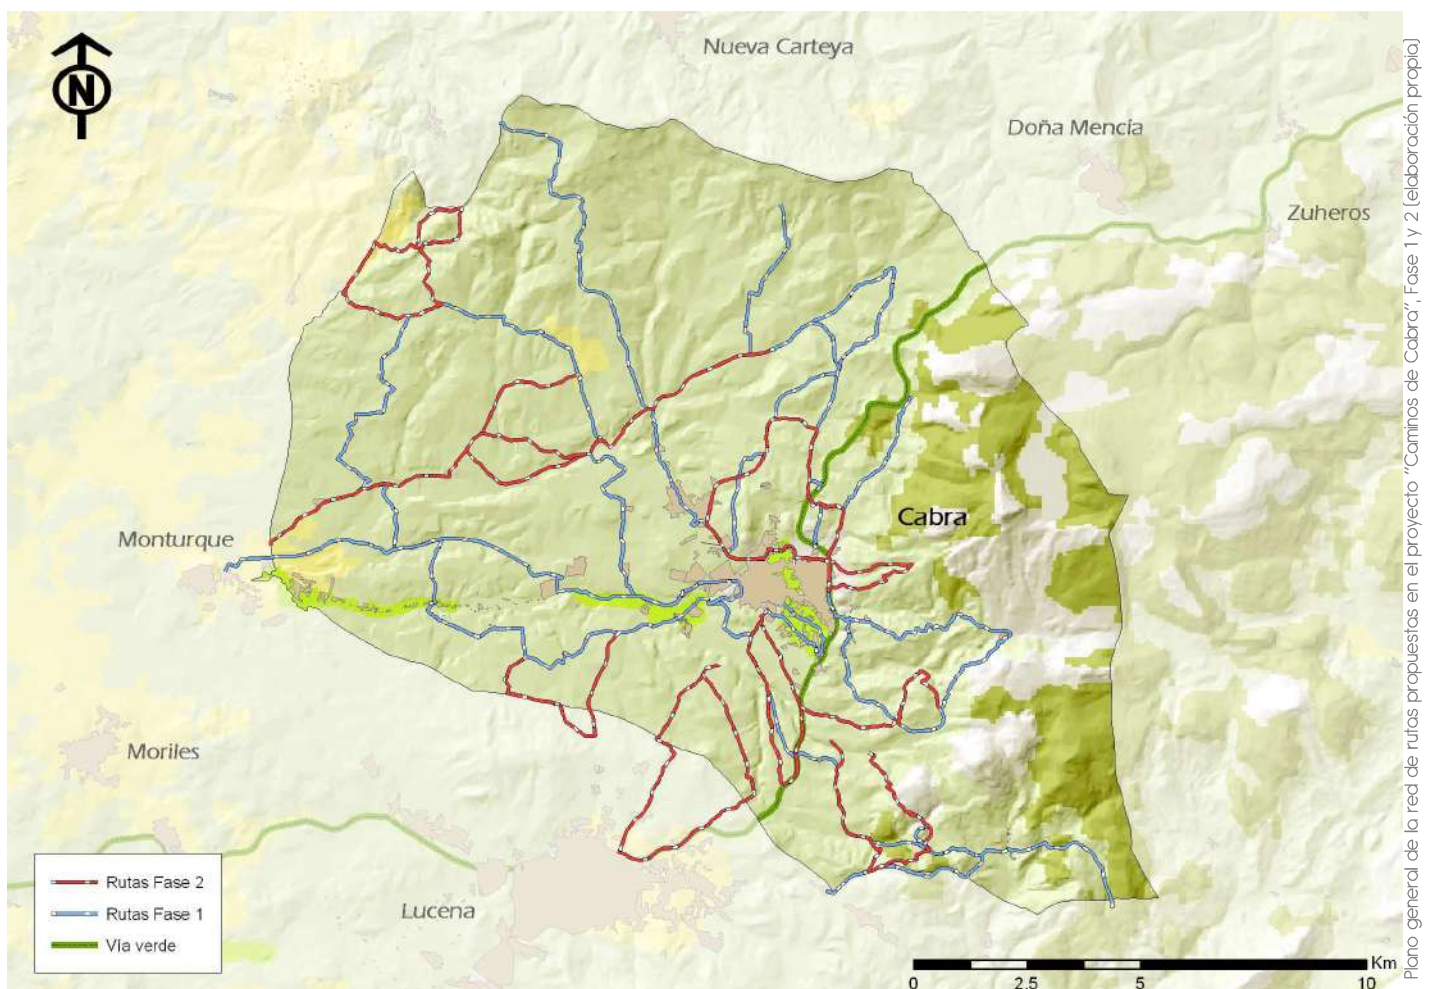 N
Nueva Carteya
Doña Mencía
Zuheros
Cabra
Monturque
Moriles
Lucena
Rutas Fase 2
Rutas Fase 1
Vía verde
Km
0 2.5 5 10
Plano general de la red de rutas propuestas en el proyecto "Caminos de Cabra", Fase 1 y 2 (elaboración propia)